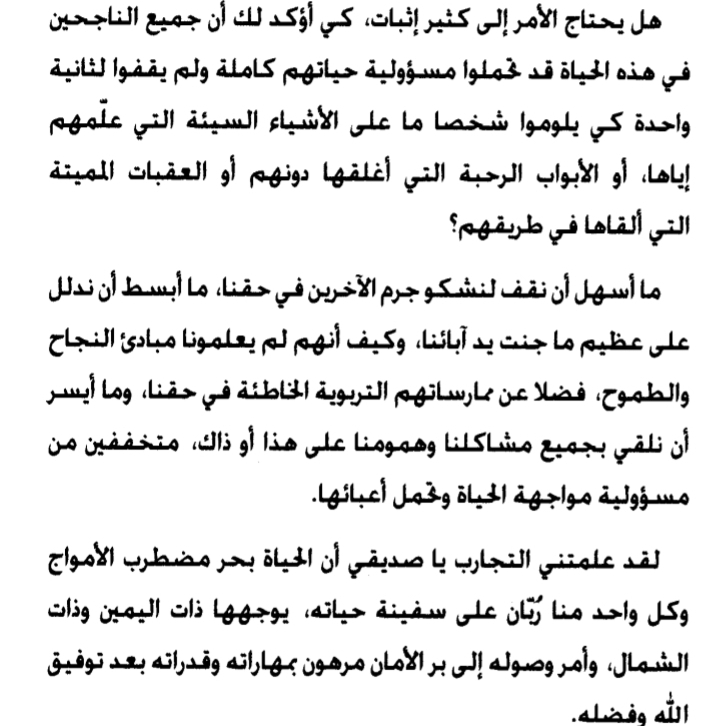 هل يحتاج الأمر إلى كثير إثبات، كي أؤكد لك أن جميع الناجحين
في هذه الحياة قد تحملوا مسؤولية حياتهم كاملة ولم يقفوا لثانية
واحدة كي يلوموا شخصا ما على الأشياء السيئة التي علّمهم
إياها، أو الأبواب الرحبة التي أغلقها دونهم أو العقبات المميتة
التي ألقاها في طريقهم؟
ما أسهل أن نقف لنشكو جرم الآخرين في حقنا، ما أبسط أن ندلل
على عظيم ما جنت يد آبائنا، وكيف أنهم لم يعلمونا مبادئ النجاح
والطموح، فضلا عن ممارساتهم التربوية الخاطئة في حقنا، وما أيسر
أن نلقي بجميع مشاكلنا وهمومنا على هذا أو ذاك، متخففين من
مسؤولية مواجهة الحياة وتحمل أعبائها.
لقد علمتني التجارب يا صديقي أن الحياة بحر مضطرب الأمواج
وكل واحد منا رُبّان على سفينة حياته، يوجهها ذات اليمين وذات
الشمال، وأمر وصوله إلى بر الأمان مرهون بمهاراته وقدراته بعد توفيق
الله وفضله.